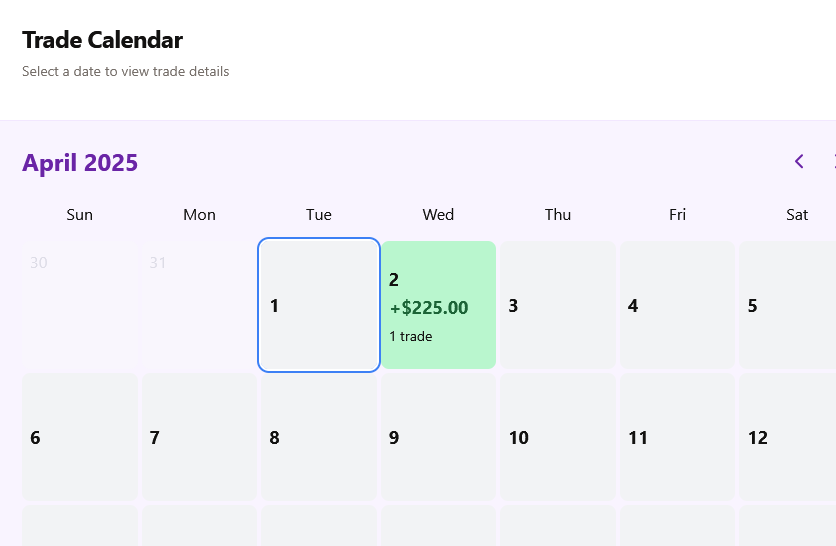 Trade Calendar
Select a date to view trade details
April 2025
Sun Mon Tue Wed Thu Fri Sat
30 31 1 2 3 4 5
+$225.00
1 trade
6 7 8 9 10 11 12